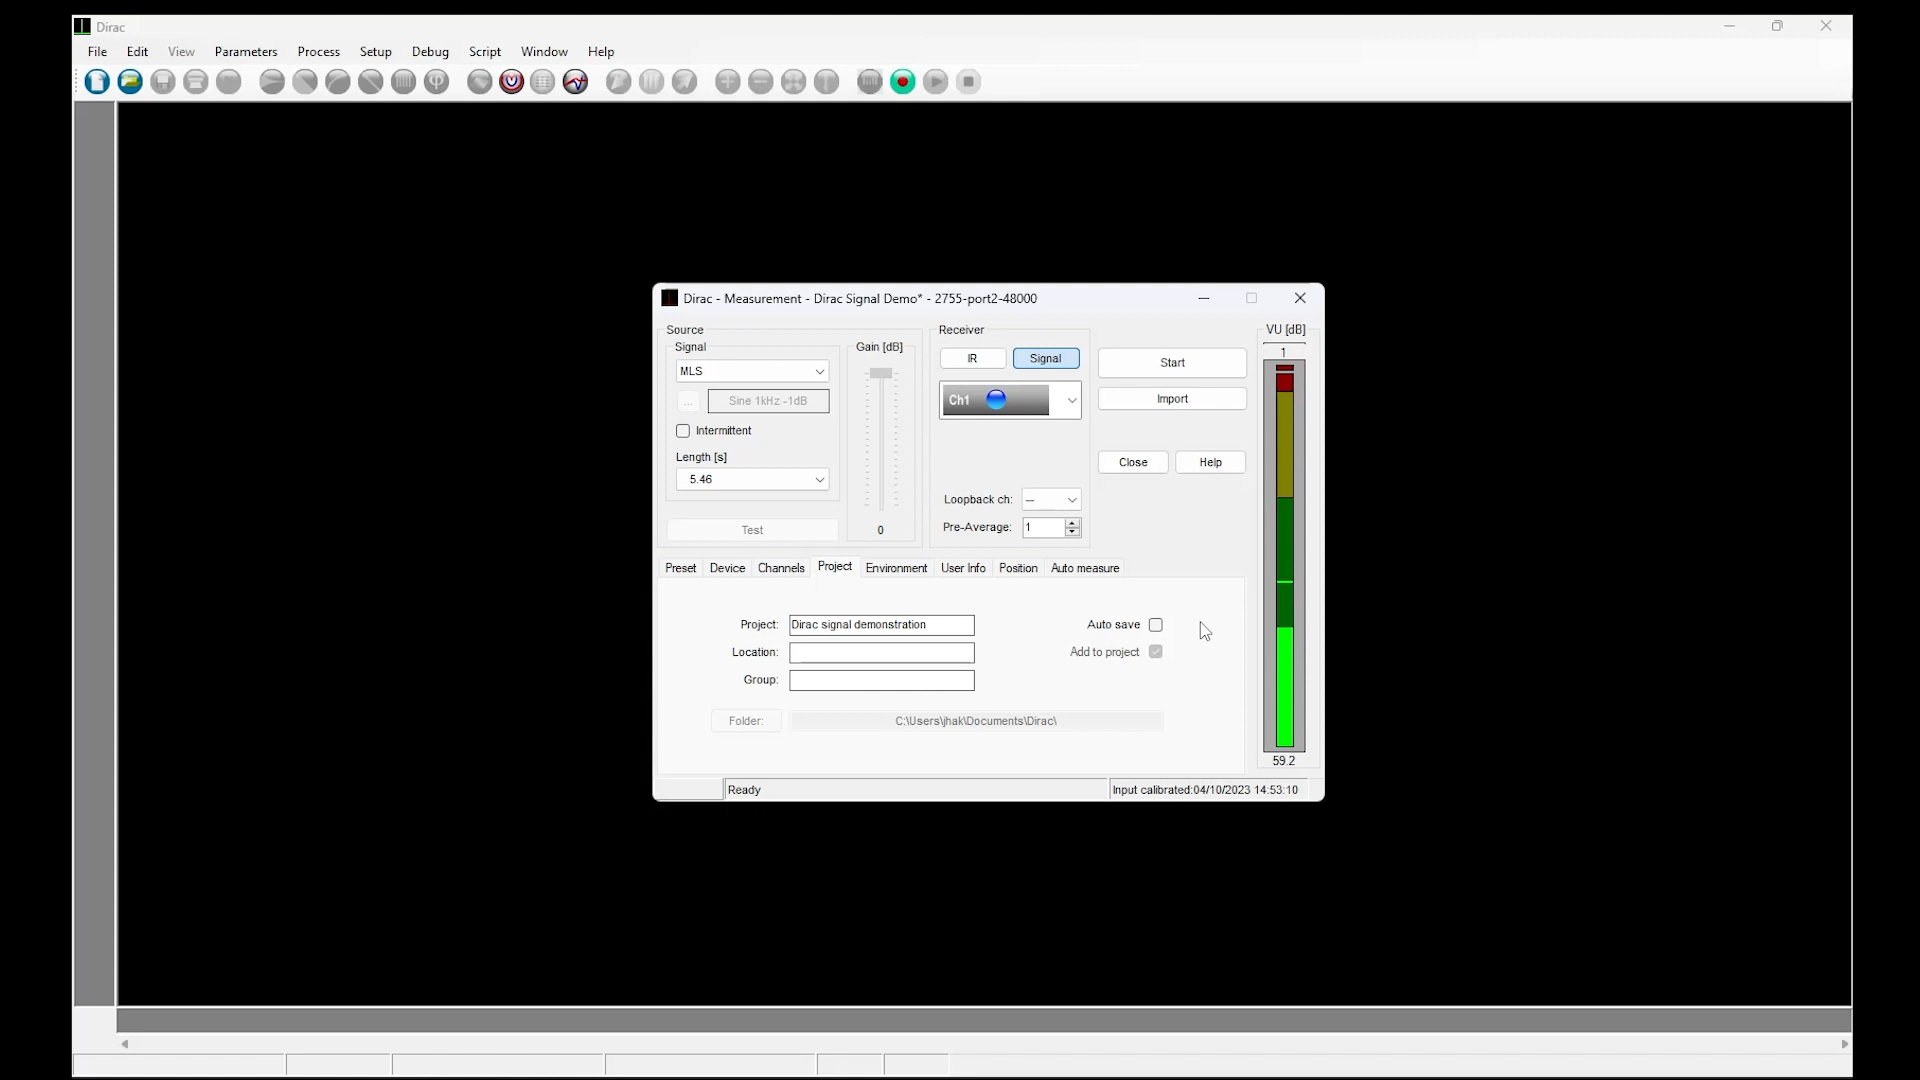 Dirac
File Edit View Parameters Process Setup Debug Script Window Help
Dirac - Measurement - Dirac Signal Demo* - 2755-port2-48000
Source
Signal
MLS
... Sine 1kHz -1dB
Intermittent
Length [s]
5.46
Test
Gain [dB]
0
Receiver
IR Signal
Ch1
Loopback ch: --
Pre-Average: 1
Start
Import
Close Help
VU [dB]
1
59.2
Preset Device Channels Project Environment User Info Position Auto measure
Project: Dirac signal demonstration
Location:
Group:
Auto save
Add to project
Folder: C:\Users\jhak\Documents\Dirac\
Ready
Input calibrated:04/10/2023 14:53:10